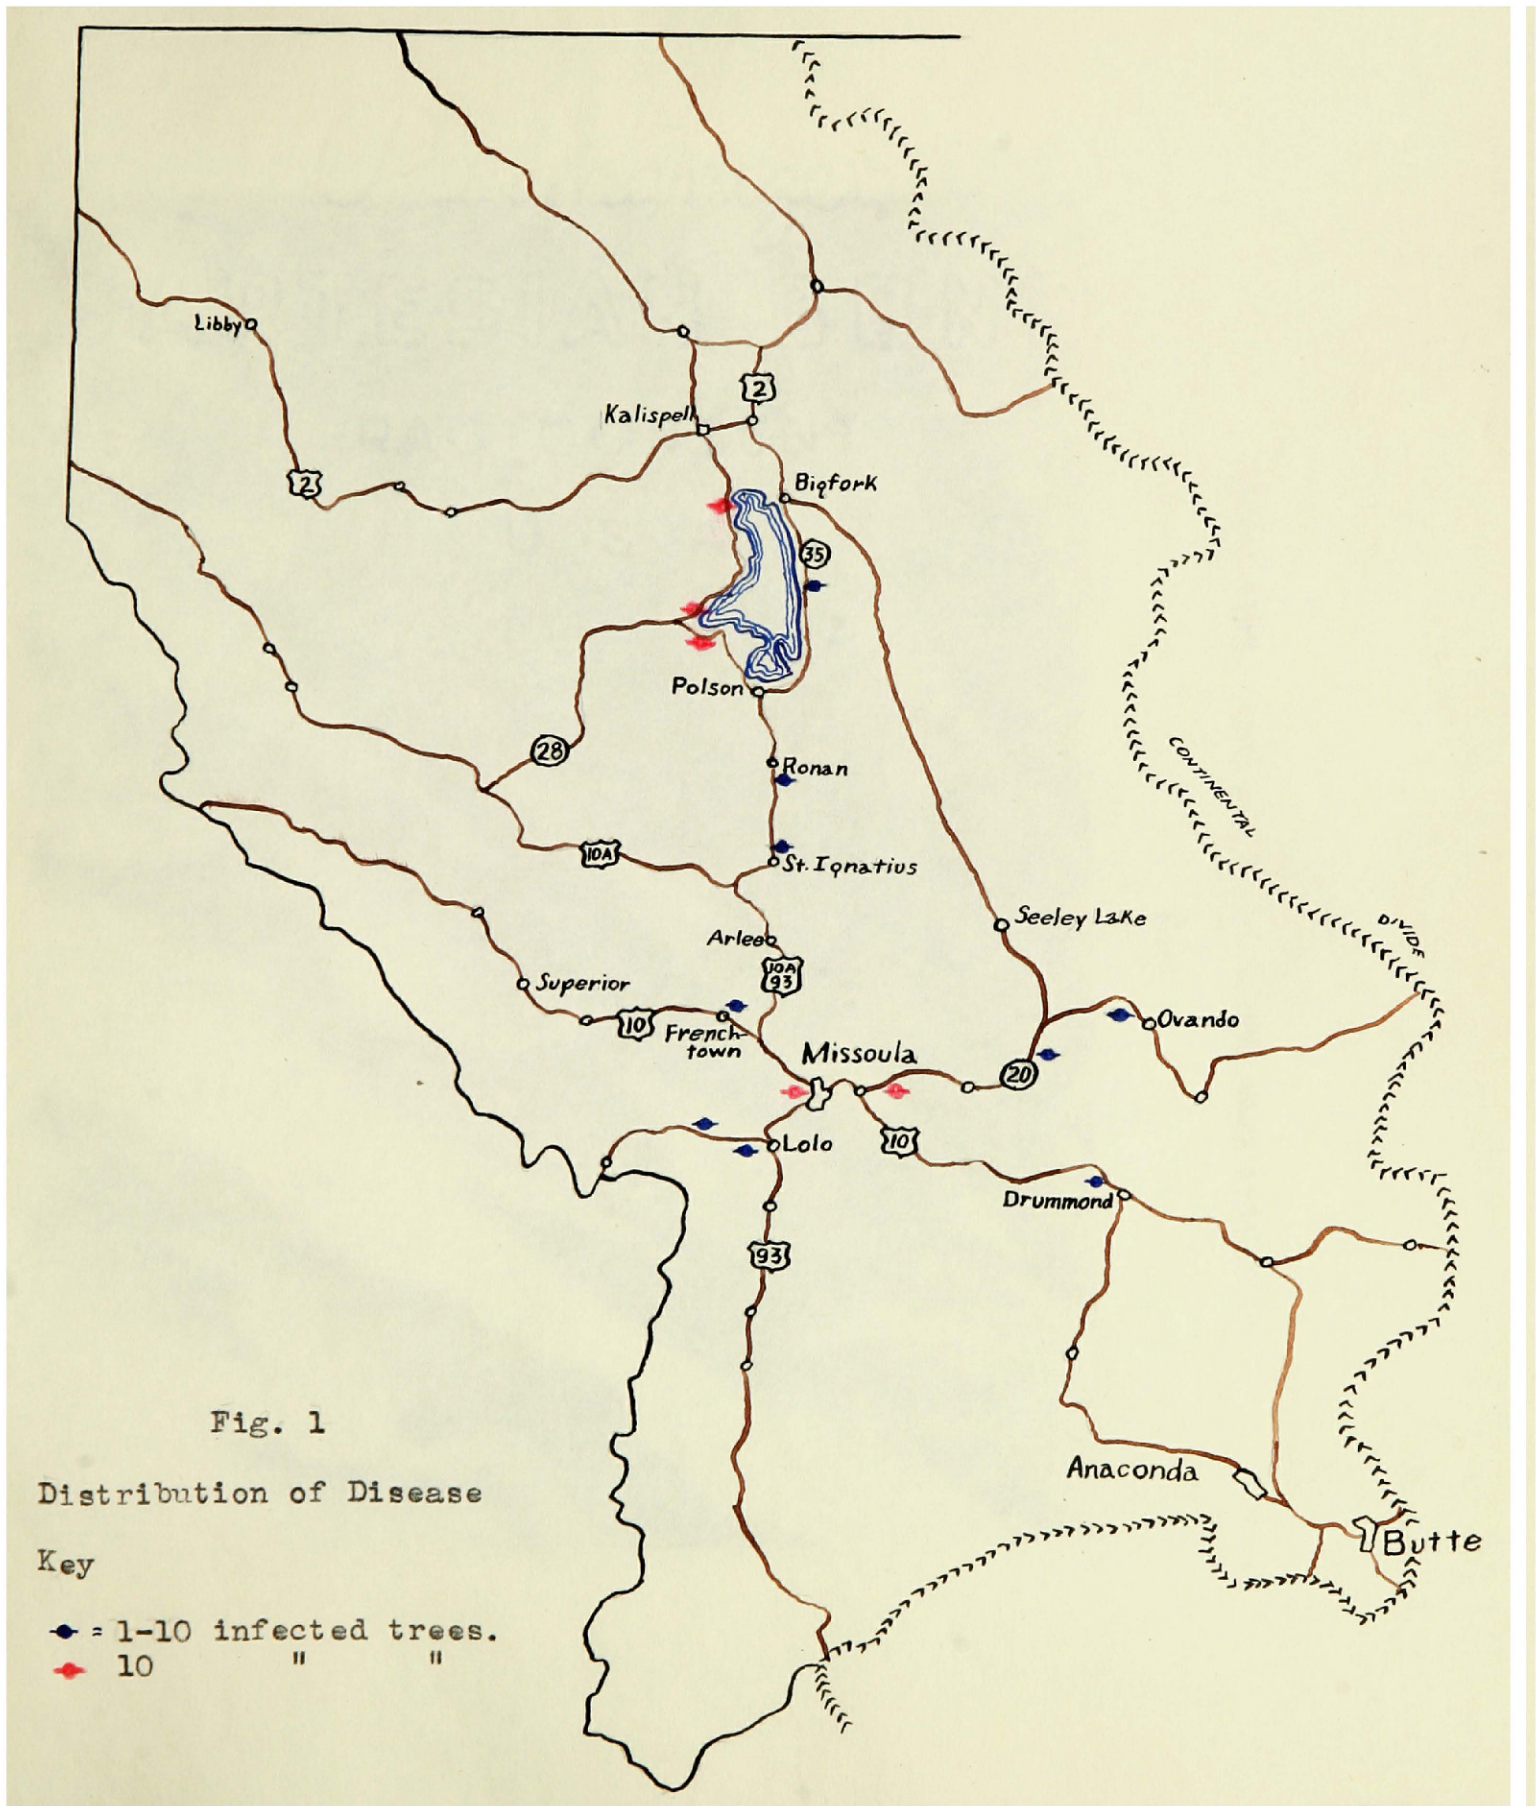 Libby
2
Kalispell
2
Bigfork
35
Polson
28
Ronan
10A
St. Ignatius
CONTINENTAL
DIVIDE
Seeley Lake
Arlee
10A
93
Superior
10
French-
town
Missoula
Ovando
20
Lolo
10
Drummond
93
Anaconda
Butte
Fig. 1
Distribution of Disease
Key
= 1-10 infected trees.
10 " "